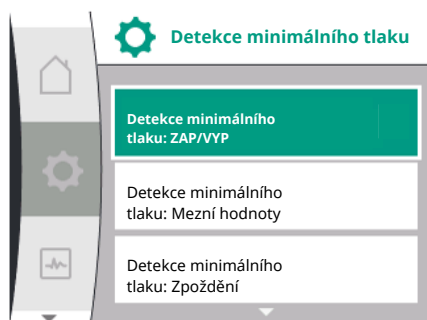 Detekce minimálního tlaku
Detekce minimálního
tlaku: ZAP/VYP
Detekce minimálního
tlaku: Mezní hodnoty
Detekce minimálního
tlaku: Zpoždění